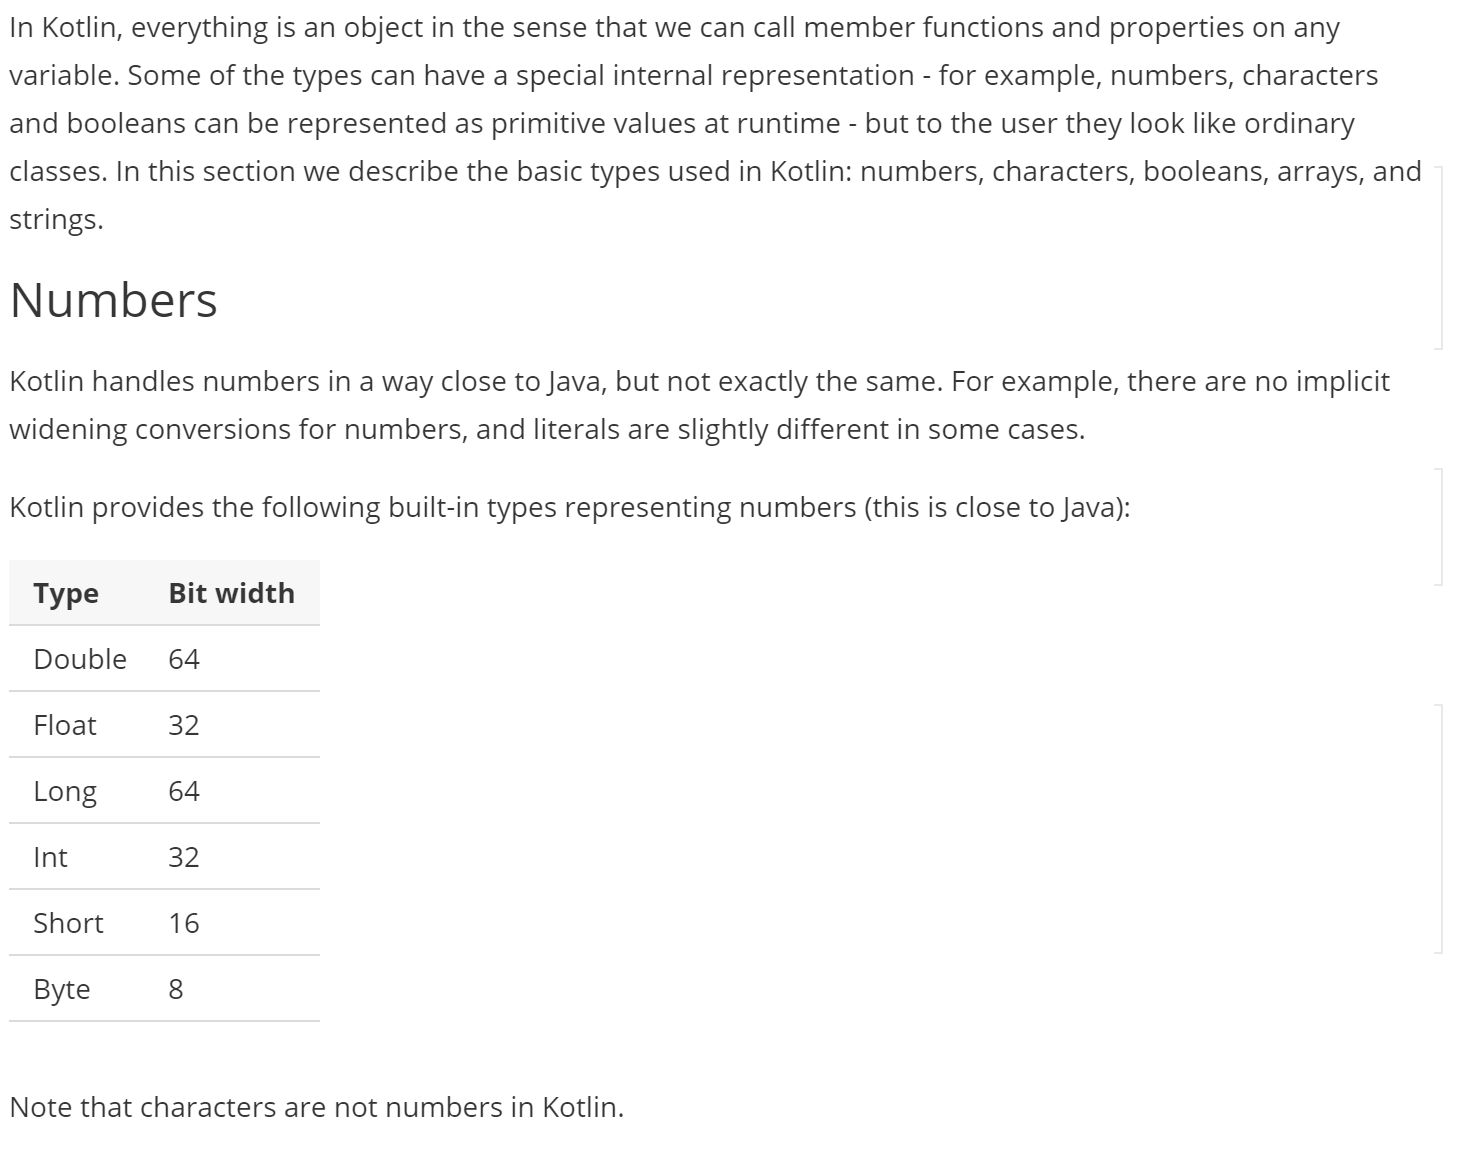 In Kotlin, everything is an object in the sense that we can call member functions and properties on any
variable. Some of the types can have a special internal representation - for example, numbers, characters
and booleans can be represented as primitive values at runtime - but to the user they look like ordinary
classes. In this section we describe the basic types used in Kotlin: numbers, characters, booleans, arrays, and
strings.
Numbers
Kotlin handles numbers in a way close to Java, but not exactly the same. For example, there are no implicit
widening conversions for numbers, and literals are slightly different in some cases.
Kotlin provides the following built-in types representing numbers (this is close to Java):
Type Bit width
Double 64
Float 32
Long 64
Int 32
Short 16
Byte 8
Note that characters are not numbers in Kotlin.